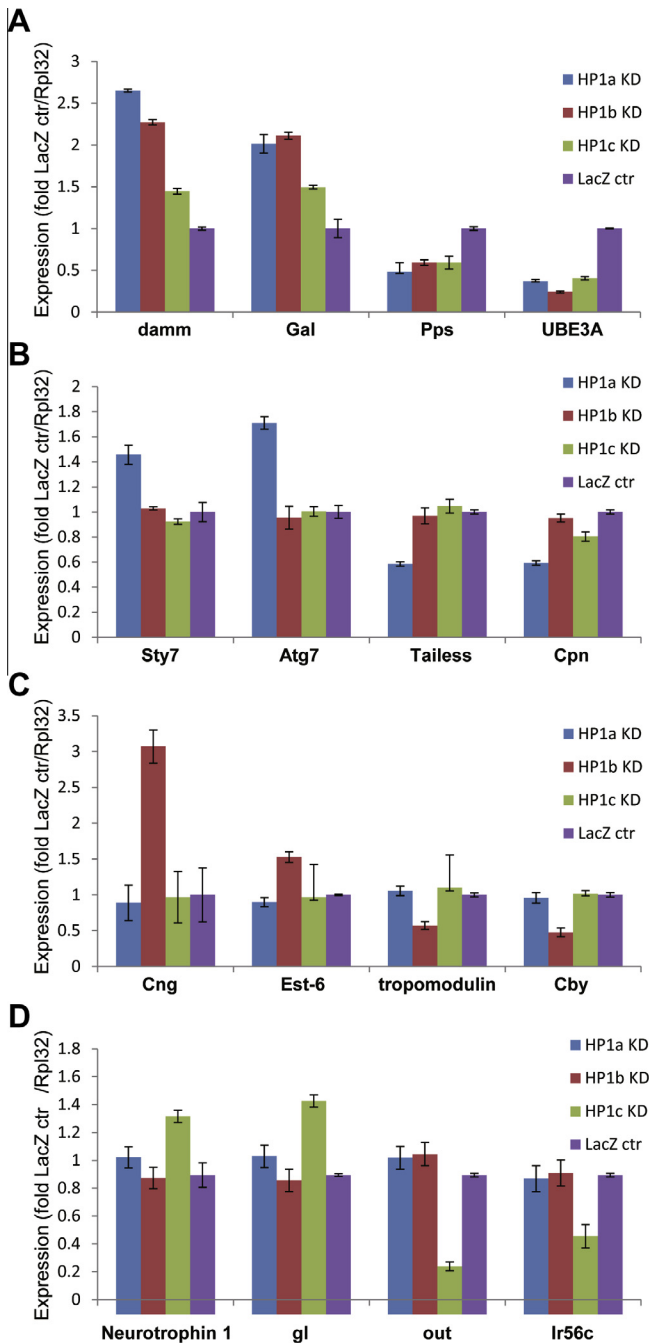 A
Expression (fold LacZ ctr/Rpl32)
3
2.5
2
1.5
1
0.5
0
HP1a KD
HP1b KD
HP1c KD
LacZ ctr
damm Gal Pps UBE3A
B
Expression (fold LacZ ctr/Rpl32)
2
1.8
1.6
1.4
1.2
1
0.8
0.6
0.4
0.2
0
HP1a KD
HP1b KD
HP1c KD
LacZ ctr
Sty7 Atg7 Tailess Cpn
C
Expression (fold LacZ ctr/Rpl32)
3.5
3
2.5
2
1.5
1
0.5
0
HP1a KD
HP1b KD
HP1c KD
LacZ ctr
Cng Est-6 tropomodulin Cby
D
Expression (fold LacZ ctr /Rpl32)
1.8
1.6
1.4
1.2
1
0.8
0.6
0.4
0.2
0
HP1a KD
HP1b KD
HP1c KD
LacZ ctr
Neurotrophin 1 gl out Ir56c